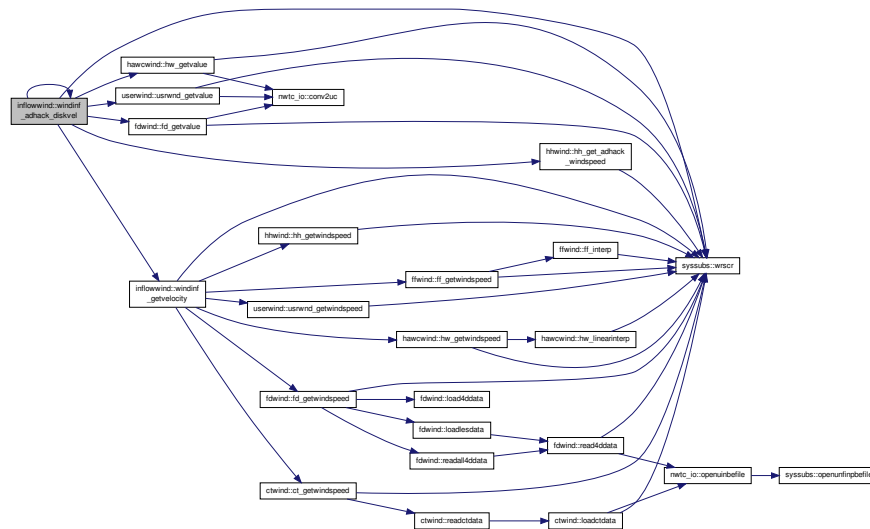 hawcwind::hw_getvalue
userwind::usrwnd_getvalue
nwtc_io::conv2uc
inflowwind::windinf
_adhack_diskvel
fdwind::fd_getvalue
hhwind::hh_get_adhack
_windspeed
hhwind::hh_getwindspeed
ffwind::ff_interp
syssubs::wrscr
ffwind::ff_getwindspeed
inflowwind::windinf
_getvelocity
userwind::usrwnd_getwindspeed
hawcwind::hw_getwindspeed
hawcwind::hw_linearinterp
fdwind::fd_getwindspeed
fdwind::load4ddata
fdwind::loadlesdata
fdwind::read4ddata
fdwind::readall4ddata
nwtc_io::openuinbefile
syssubs::openunfinpbefile
ctwind::ct_getwindspeed
ctwind::readctdata
ctwind::loadctdata